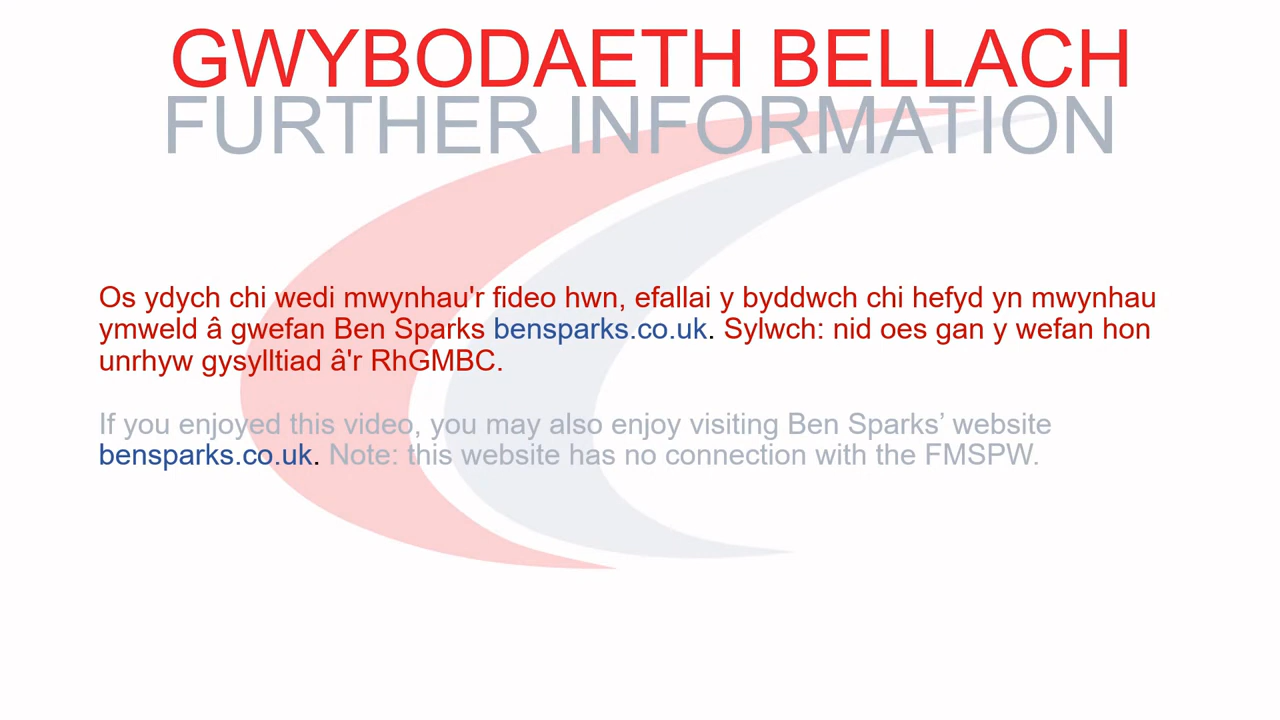 GWYBODAETH BELLACH
FURTHER INFORMATION
Os ydych chi wedi mwynhau'r fideo hwn, efallai y byddwch chi hefyd yn mwynhau
ymweld â gwefan Ben Sparks bensparks.co.uk. Sylwch: nid oes gan y wefan hon
unrhyw gysylltiad â'r RhGMBC.
If you enjoyed this video, you may also enjoy visiting Ben Sparks’ website
bensparks.co.uk. Note: this website has no connection with the FMSPW.